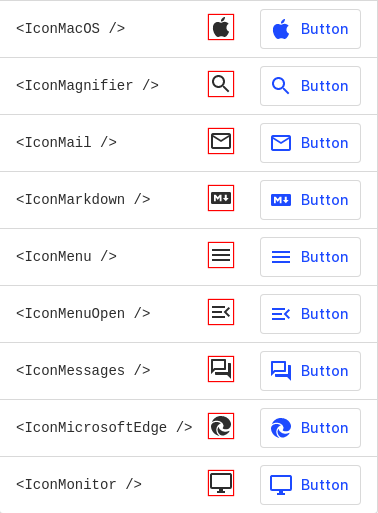 <IconMacOS /> Button
<IconMagnifier /> Button
<IconMail /> Button
<IconMarkdown /> M Button
<IconMenu /> Button
<IconMenuOpen /> Button
<IconMessages /> Button
<IconMicrosoftEdge /> Button
<IconMonitor /> Button